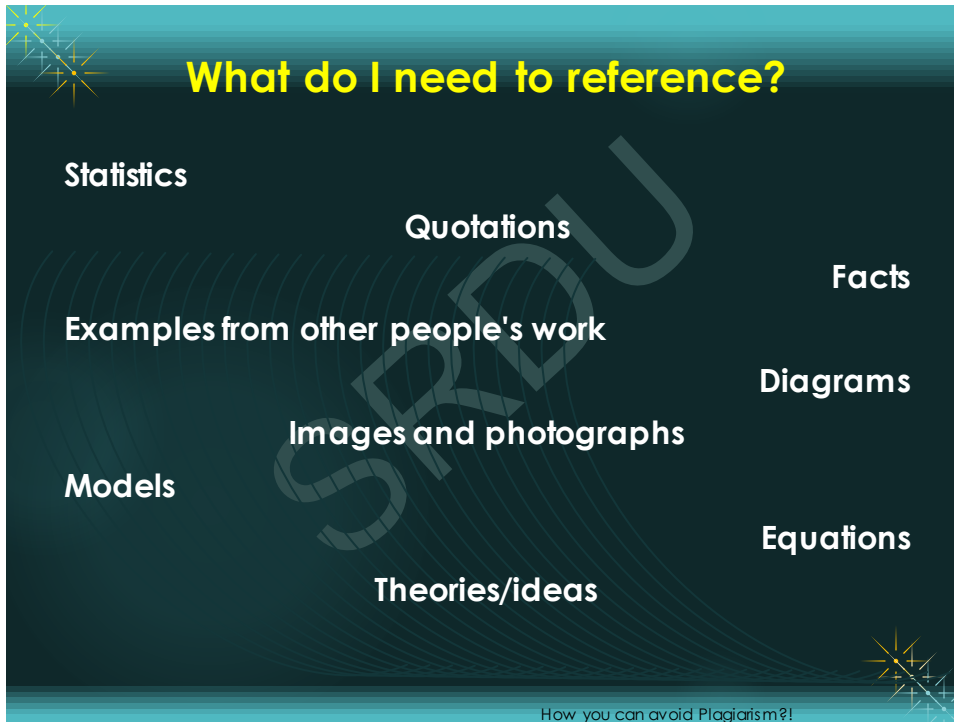 What do I need to reference?
Statistics
Quotations
Facts
Examples from other people's work
Diagrams
Images and photographs
Models
Equations
Theories/ideas
SRDU
How you can avoid Plagiarism?!